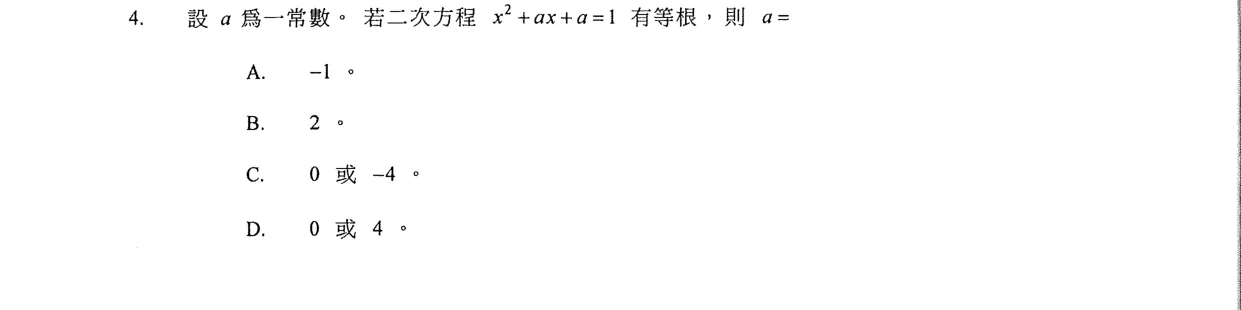 4. 設 a 為一常數。 若二次方程 x² + ax + a = 1 有等根，則 a =
A. −1 。
B. 2 。
C. 0 或 −4 。
D. 0 或 4 。